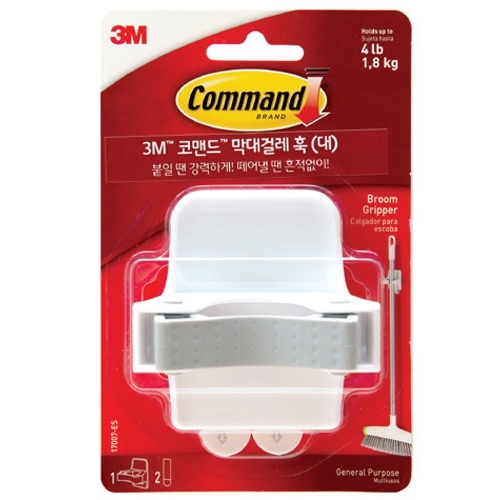 3M
Holds up to
Sujeta hasta
4 lb
1,8 kg
Command
BRAND
3M™ 코맨드™ 막대걸레 훅 (대)
붙일 땐 강력하게! 떼어낼 땐 흔적없이!
Broom
Gripper
Colgador para
escoba
17007-ES
1 2
General Purpose
Multiusos